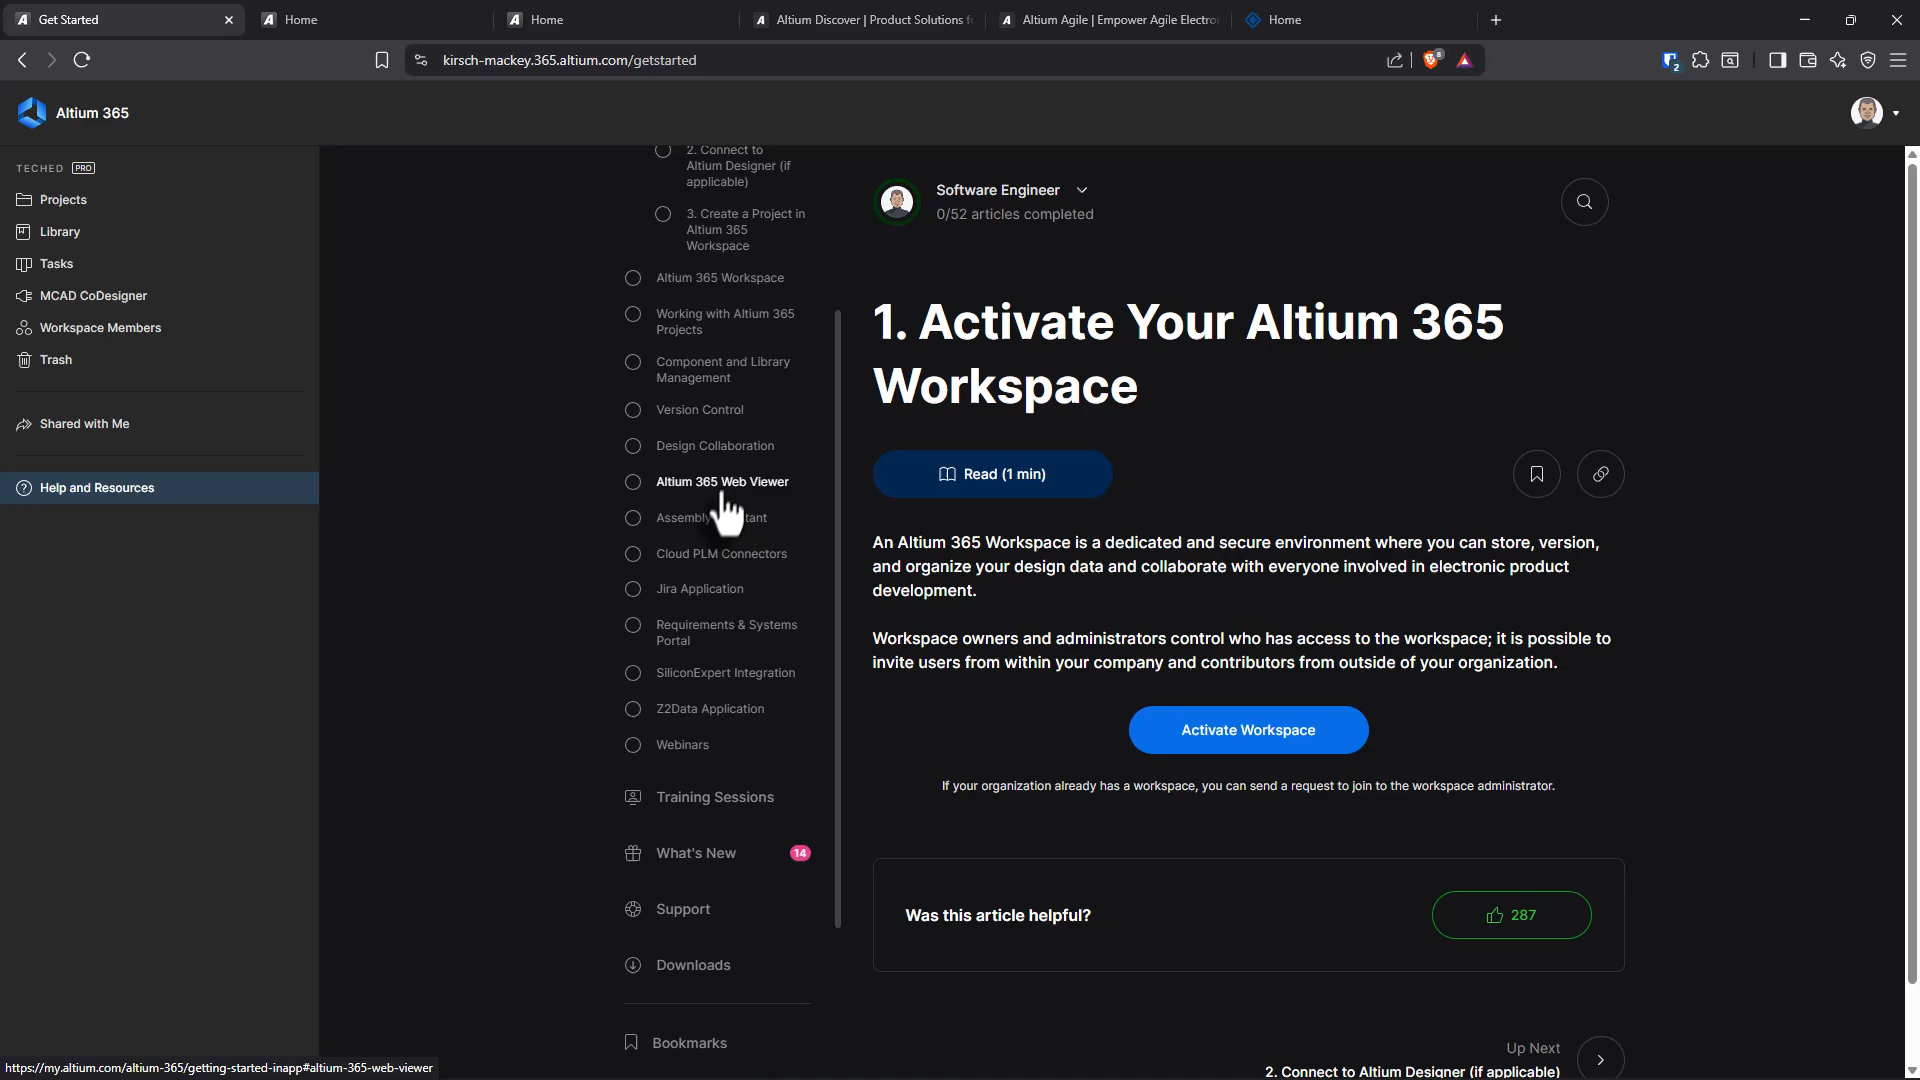 Get Started
Home
Home
Altium Discover | Product Solutions f
Altium Agile | Empower Agile Electro
Home
kirsch-mackey.365.altium.com/getstarted
8
2
Altium 365
TECHED PRO
Projects
Library
Tasks
MCAD CoDesigner
Workspace Members
Trash
Shared with Me
Help and Resources
2. Connect to
Altium Designer (if
applicable)
3. Create a Project in
Altium 365
Workspace
Altium 365 Workspace
Working with Altium 365
Projects
Component and Library
Management
Version Control
Design Collaboration
Altium 365 Web Viewer
Assembly tant
Cloud PLM Connectors
Jira Application
Requirements & Systems
Portal
SiliconExpert Integration
Z2Data Application
Webinars
Training Sessions
What's New 14
Support
Downloads
Bookmarks
Software Engineer
0/52 articles completed
1. Activate Your Altium 365
Workspace
Read (1 min)
An Altium 365 Workspace is a dedicated and secure environment where you can store, version,
and organize your design data and collaborate with everyone involved in electronic product
development.
Workspace owners and administrators control who has access to the workspace; it is possible to
invite users from within your company and contributors from outside of your organization.
Activate Workspace
If your organization already has a workspace, you can send a request to join to the workspace administrator.
Was this article helpful?
287
Up Next
2. Connect to Altium Designer (if applicable)
https://my.altium.com/altium-365/getting-started-inapp#altium-365-web-viewer